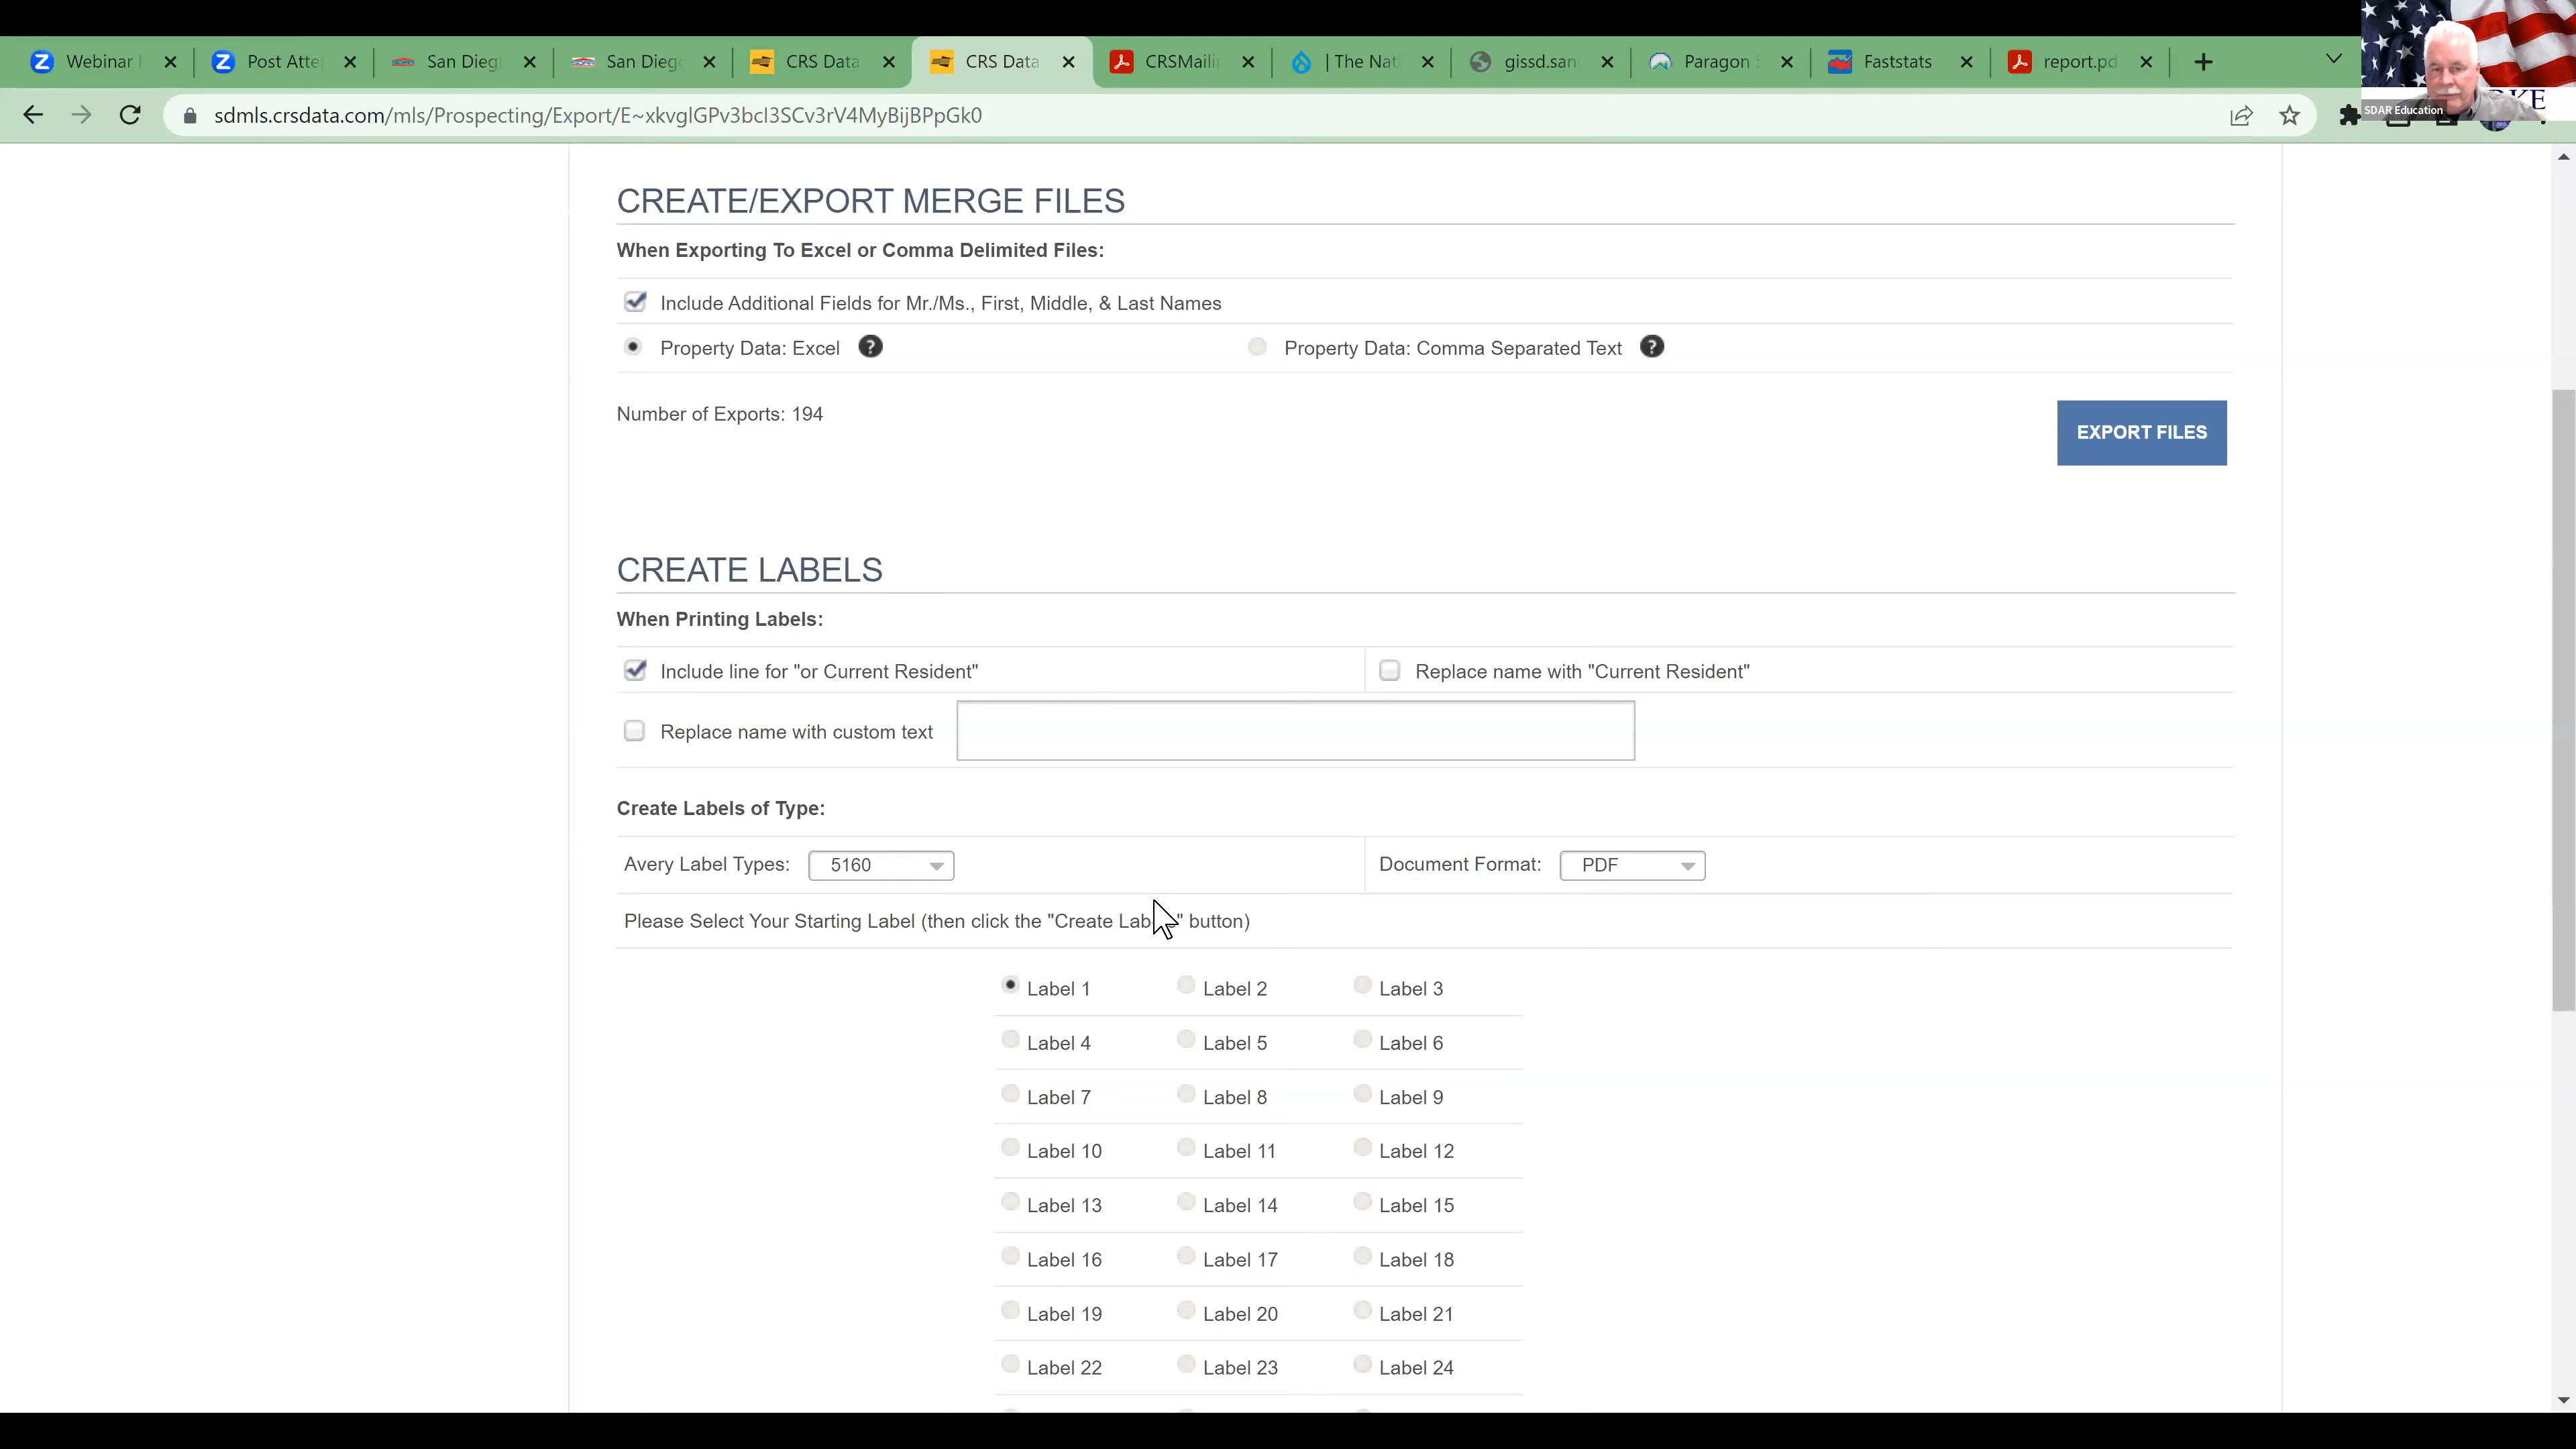 Webinar
Post Atte
San Dieg
San Dieg
CRS Data
CRS Data
CRSMaili
| The Nat
gissd.san
Paragon
Faststats
report.pd
sdmls.crsdata.com/mls/Prospecting/Export/E~xkvglGPv3bcl3SCv3rV4MyBijBPpGk0
SDAR Education
CREATE/EXPORT MERGE FILES
When Exporting To Excel or Comma Delimited Files:
Include Additional Fields for Mr./Ms., First, Middle, & Last Names
Property Data: Excel ?
Property Data: Comma Separated Text ?
Number of Exports: 194
EXPORT FILES
CREATE LABELS
When Printing Labels:
Include line for "or Current Resident"
Replace name with "Current Resident"
Replace name with custom text
Create Labels of Type:
Avery Label Types: 5160
Document Format: PDF
Please Select Your Starting Label (then click the "Create Lab" button)
Label 1 Label 2 Label 3
Label 4 Label 5 Label 6
Label 7 Label 8 Label 9
Label 10 Label 11 Label 12
Label 13 Label 14 Label 15
Label 16 Label 17 Label 18
Label 19 Label 20 Label 21
Label 22 Label 23 Label 24